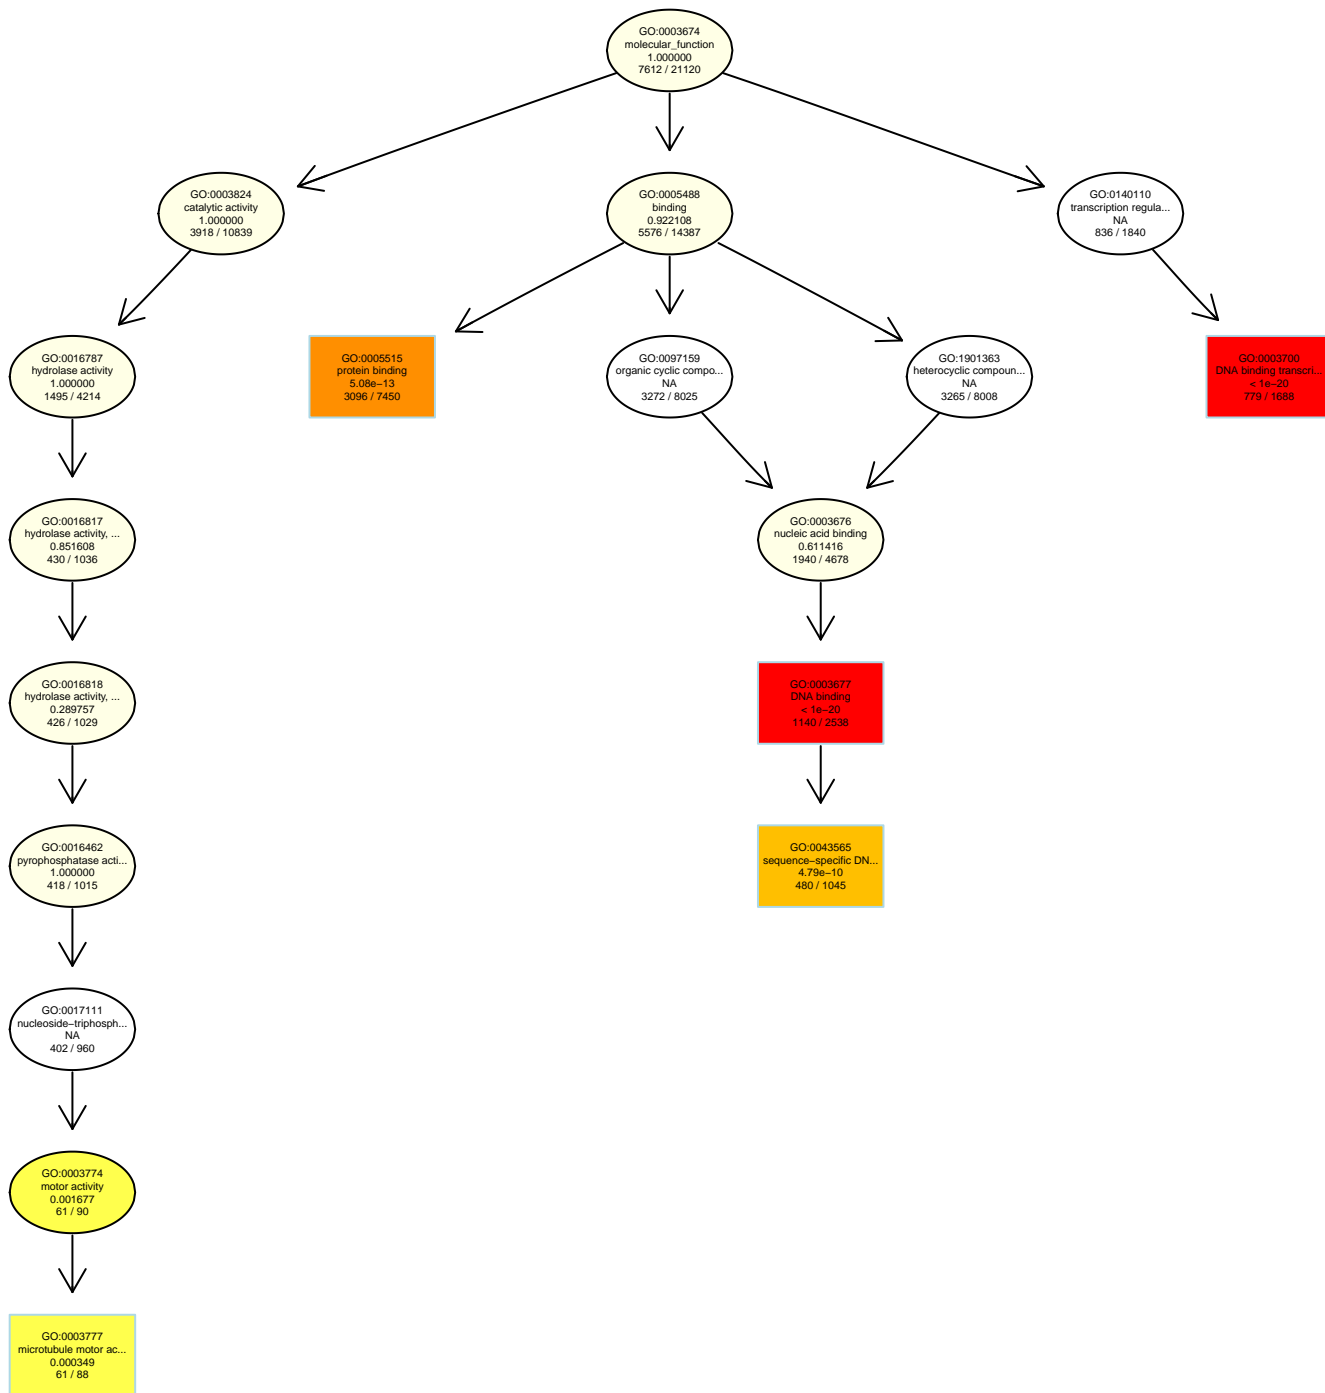 GO:0003674
molecular_function
1.000000
7612 / 21120
GO:0003824
catalytic activity
1.000000
3918 / 10839
GO:0005488
binding
0.922108
5576 / 14387
GO:0140110
transcription regula...
NA
836 / 1840
GO:0016787
hydrolase activity
1.000000
1495 / 4214
GO:0005515
protein binding
5.08e−13
3096 / 7450
GO:0097159
organic cyclic compo...
NA
3272 / 8025
GO:1901363
heterocyclic compoun...
NA
3265 / 8008
GO:0003700
DNA binding transcri...
< 1e−20
779 / 1688
GO:0016817
hydrolase activity, ...
0.851608
430 / 1036
GO:0003676
nucleic acid binding
0.611416
1940 / 4678
GO:0016818
hydrolase activity, ...
0.289757
426 / 1029
GO:0003677
DNA binding
< 1e−20
1140 / 2538
GO:0016462
pyrophosphatase acti...
1.000000
418 / 1015
GO:0043565
sequence−specific DN...
4.79e−10
480 / 1045
GO:0017111
nucleoside−triphosph...
NA
402 / 960
GO:0003774
motor activity
0.001677
61 / 90
GO:0003777
microtubule motor ac...
0.000349
61 / 88